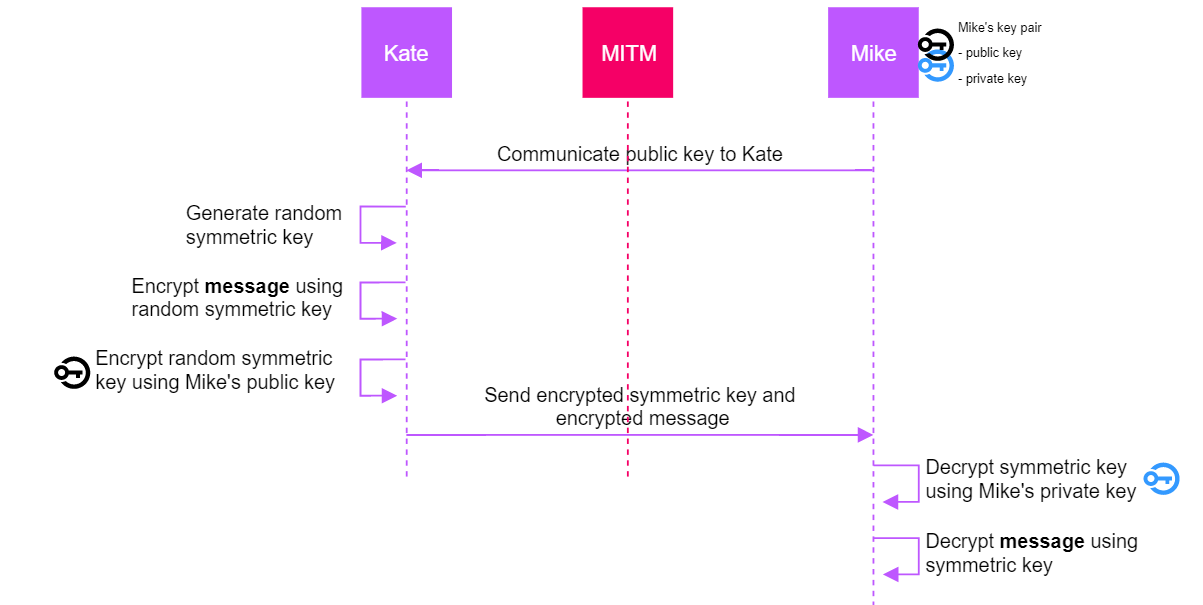 Kate
MITM
Mike
Mike's key pair
- public key
- private key
Communicate public key to Kate
Generate random
symmetric key
Encrypt message using
random symmetric key
Encrypt random symmetric
key using Mike's public key
Send encrypted symmetric key and
encrypted message
Decrypt symmetric key
using Mike's private key
Decrypt message using
symmetric key